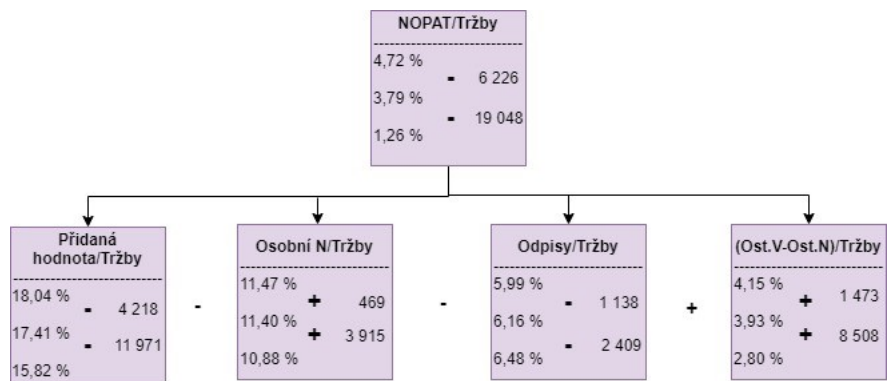 NOPAT/Tržby
4,72 %
- 6 226
3,79 %
- 19 048
1,26 %
Přidaná
hodnota/Tržby
18,04 %
- 4 218
17,41 %
- 11 971
15,82 %
-
Osobní N/Tržby
11,47 %
+ 469
11,40 %
+ 3 915
10,88 %
-
Odpisy/Tržby
5,99 %
- 1 138
6,16 %
- 2 409
6,48 %
+
(Ost.V-Ost.N)/Tržby
4,15 %
+ 1 473
3,93 %
+ 8 508
2,80 %